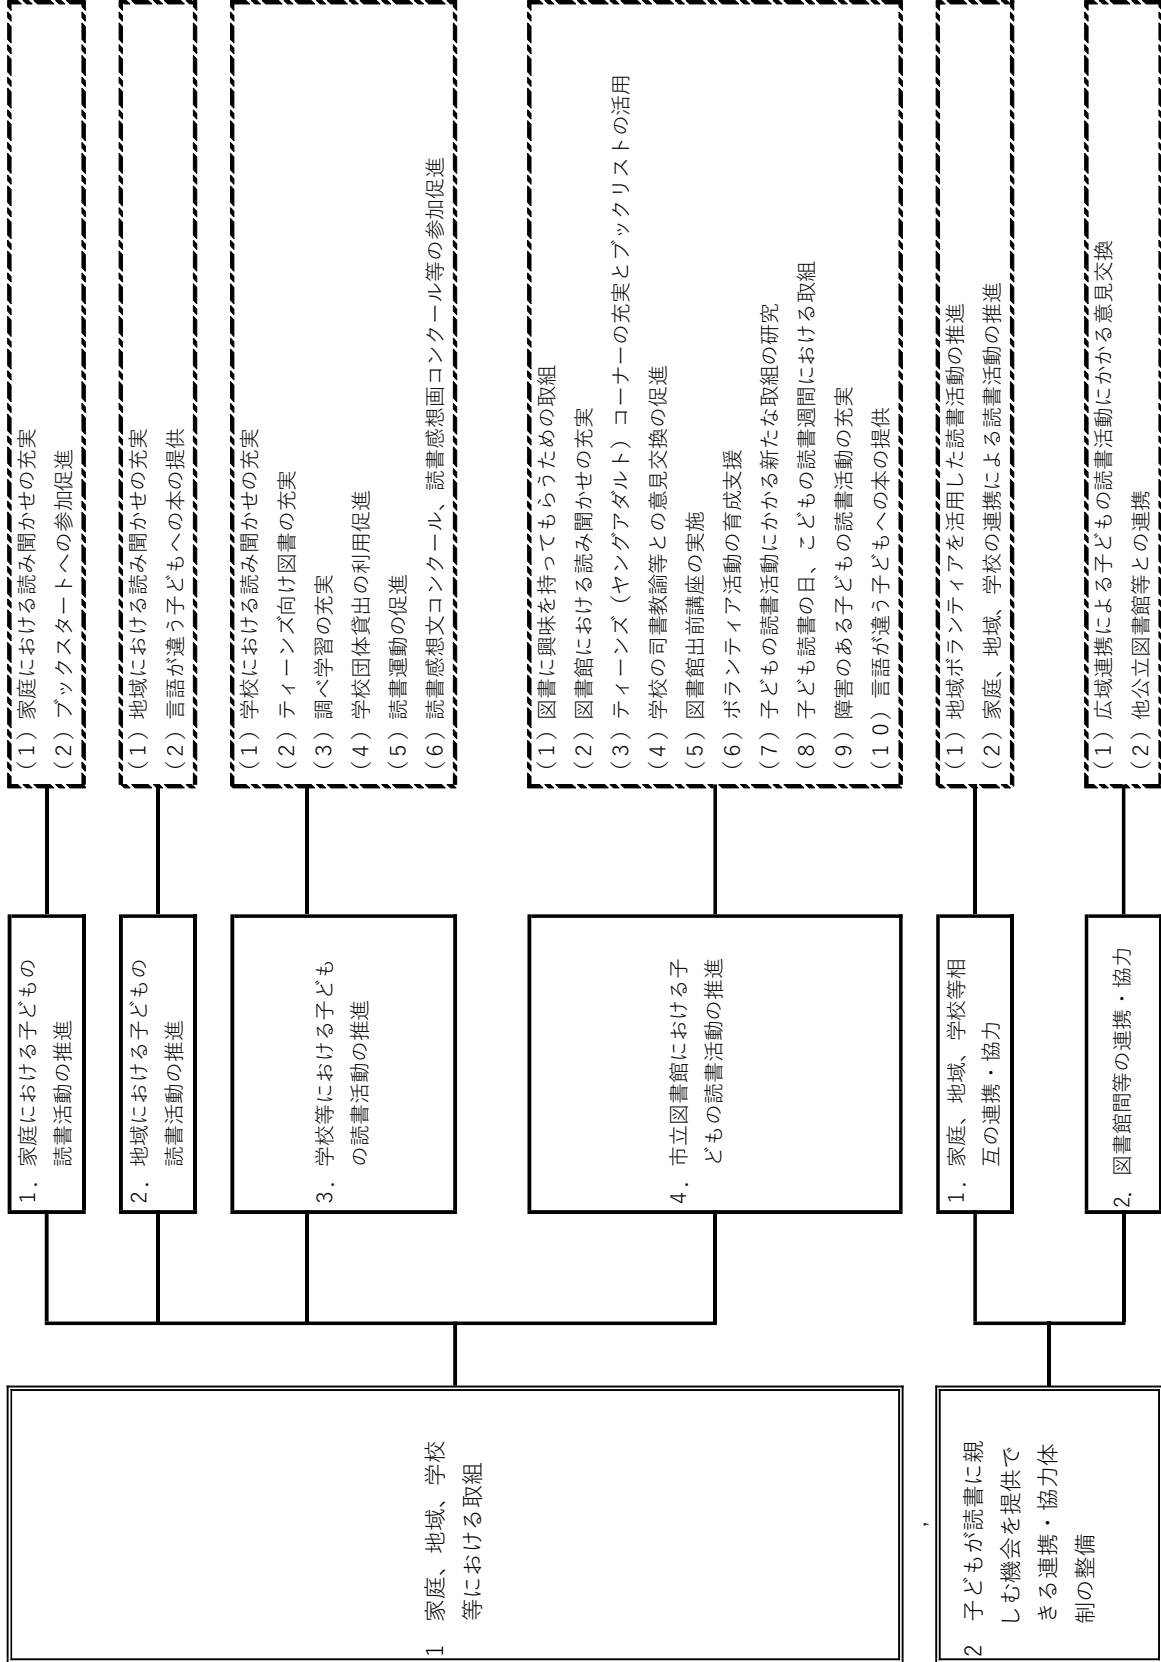 1　家庭、地域、学校
等における取組
1．家庭における子どもの
読書活動の推進
（1）家庭における読み聞かせの充実
（2）ブックスタートへの参加促進
2．地域における子どもの
読書活動の推進
（1）地域における読み聞かせの充実
（2）言語が違う子どもへの本の提供
3．学校等における子ども
の読書活動の推進
（1）学校における読み聞かせの充実
（2）ティーンズ向け図書の充実
（3）調べ学習の充実
（4）学校団体貸出の利用促進
（5）読書運動の促進
（6）読書感想文コンクール、読書感想画コンクール等の参加促進
4．市立図書館における子
どもの読書活動の推進
（1）図書に興味を持ってもらうための取組
（2）図書館における読み聞かせの充実
（3）ティーンズ（ヤングアダルト）コーナーの充実とブックリストの活用
（4）学校の司書教諭等との意見交換の促進
（5）図書館出前講座の実施
（6）ボランティア活動の育成支援
（7）子どもの読書活動にかかる新たな取組の研究
（8）子ども読書の日、こどもの読書週間における取組
（9）障害のある子どもの読書活動の充実
（10）言語が違う子どもへの本の提供
，
2　子どもが読書に親
しむ機会を提供で
きる連携・協力体
制の整備
1．家庭、地域、学校等相
互の連携・協力
（1）地域ボランティアを活用した読書活動の推進
（2）家庭、地域、学校の連携による読書活動の推進
2．図書館間等の連携・協力
（1）広域連携による子どもの読書活動にかかる意見交換
（2）他公立図書館等との連携